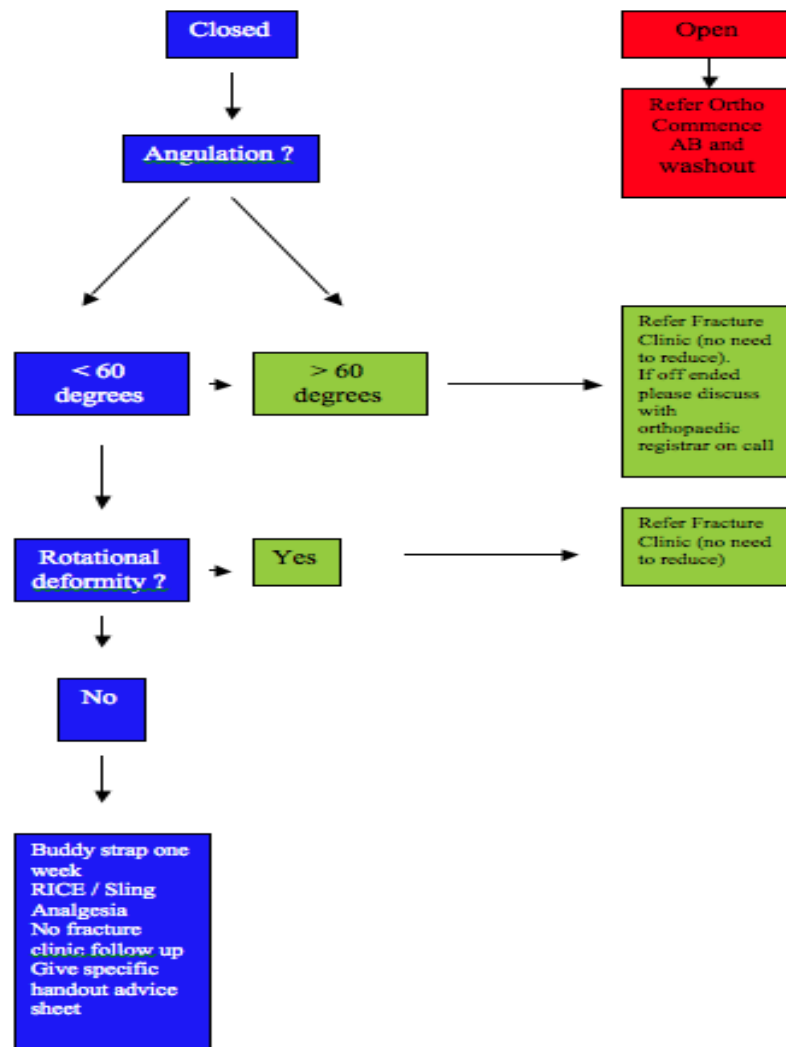 Closed
Open
Refer Ortho
Commence
AB and
washout
Angulation ?
< 60
degrees
> 60
degrees
Refer Fracture
Clinic (no need
to reduce).
If off ended
please discuss
with
orthopaedic
registrar on call
Rotational
deformity ?
Yes
Refer Fracture
Clinic (no need
to reduce)
No
Buddy strap one
week
RICE / Sling
Analgesia
No fracture
clinic follow up
Give specific
handout advice
sheet